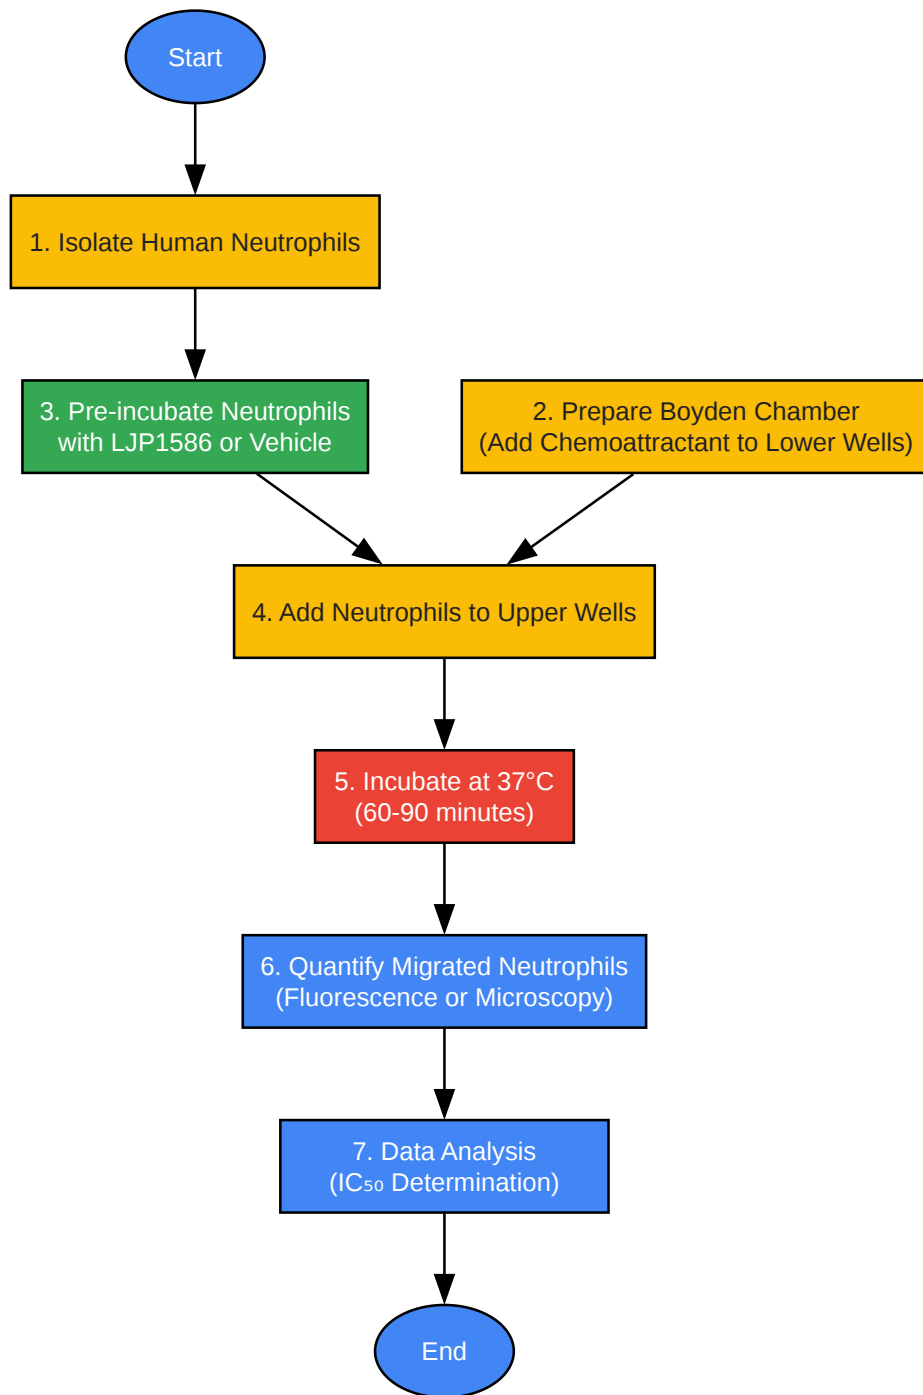 Start
1. Isolate Human Neutrophils
3. Pre-incubate Neutrophils
with LJP1586 or Vehicle
2. Prepare Boyden Chamber
(Add Chemoattractant to Lower Wells)
4. Add Neutrophils to Upper Wells
5. Incubate at 37°C
(60-90 minutes)
6. Quantify Migrated Neutrophils
(Fluorescence or Microscopy)
7. Data Analysis
(IC₅₀ Determination)
End